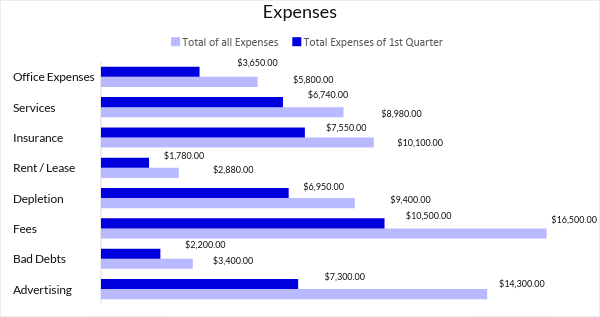 Expenses
Total of all Expenses Total Expenses of 1st Quarter
Office Expenses $3,650.00 $5,800.00
Services $6,740.00 $8,980.00
Insurance $7,550.00 $10,100.00
Rent / Lease $1,780.00 $2,880.00
Depletion $6,950.00 $9,400.00
Fees $10,500.00 $16,500.00
Bad Debts $2,200.00 $3,400.00
Advertising $7,300.00 $14,300.00